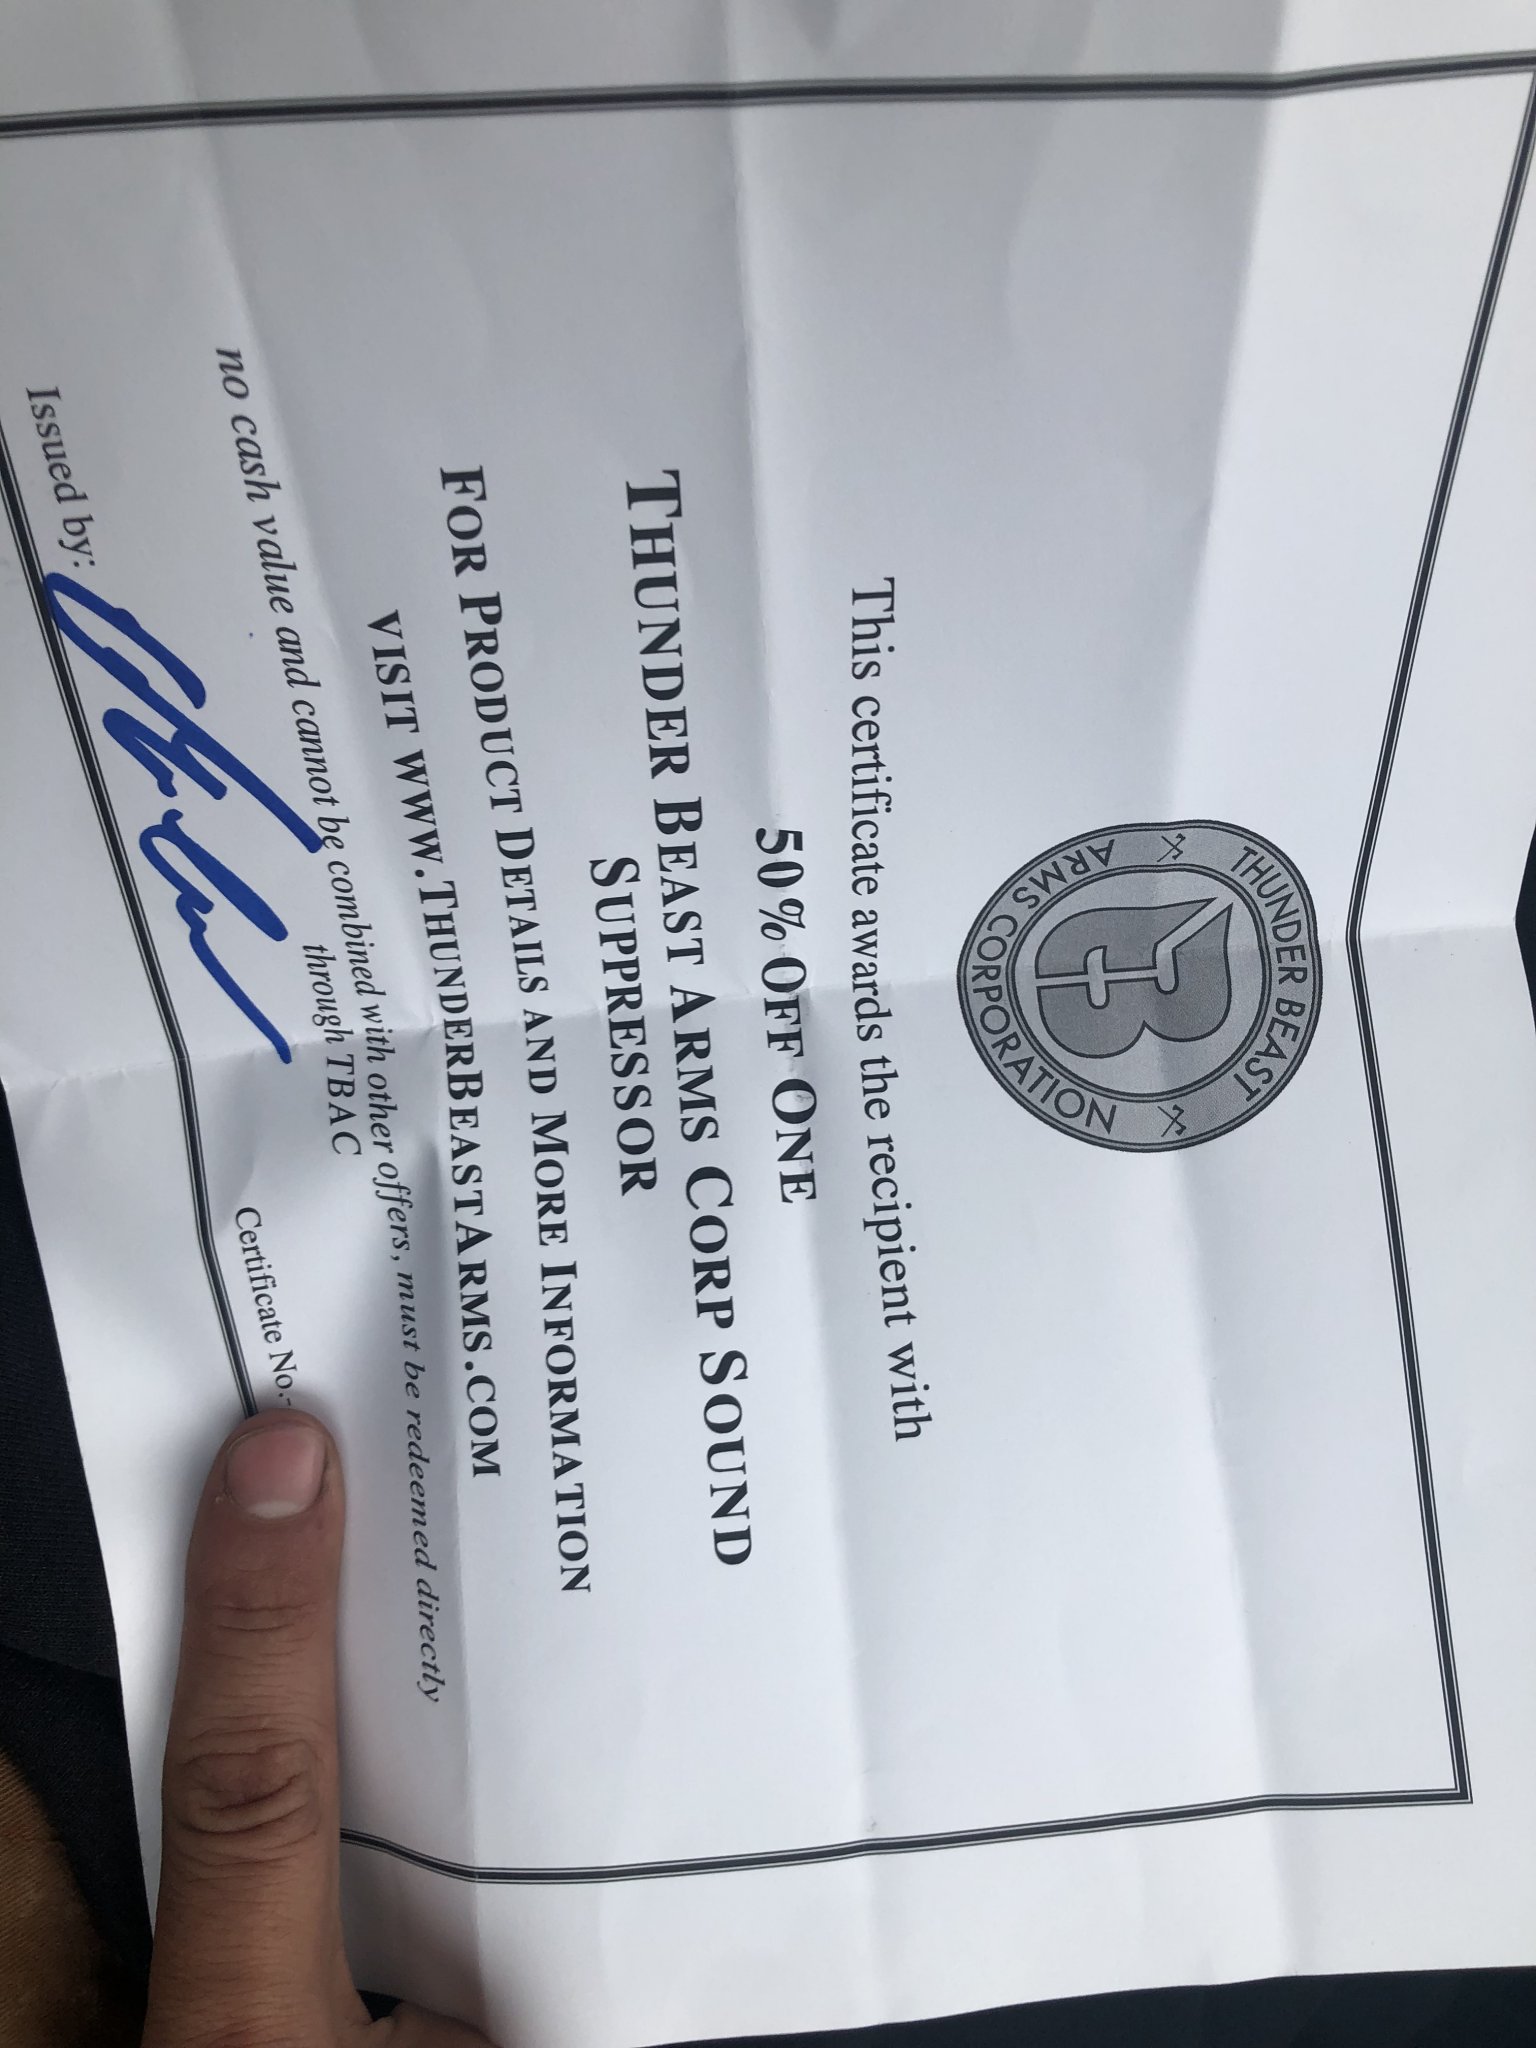 THUNDER BEAST
ARMS CORPORATION
This certificate awards the recipient with
50% OFF ONE
THUNDER BEAST ARMS CORP SOUND
SUPPRESSOR
FOR PRODUCT DETAILS AND MORE INFORMATION
VISIT WWW.THUNDERBEASTARMS.COM
no cash value and cannot be combined with other offers, must be redeemed directly
through TBAC
Issued by:
Certificate No.